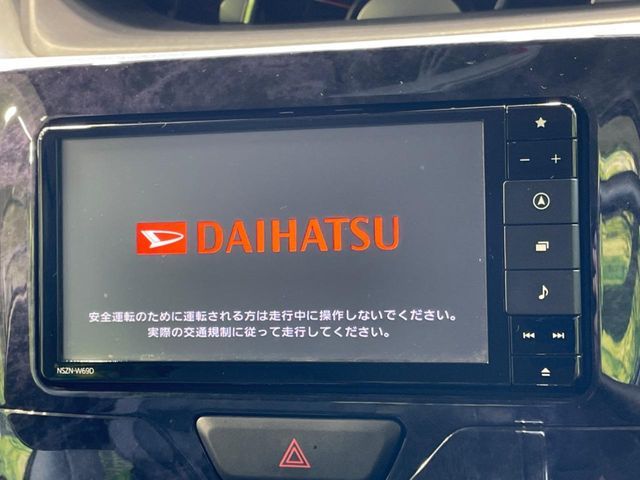 DAIHATSU
安全運転のために運転される方は走行中に操作しないでください。
実際の交通規制に従って走行してください。
NSZN-W69D